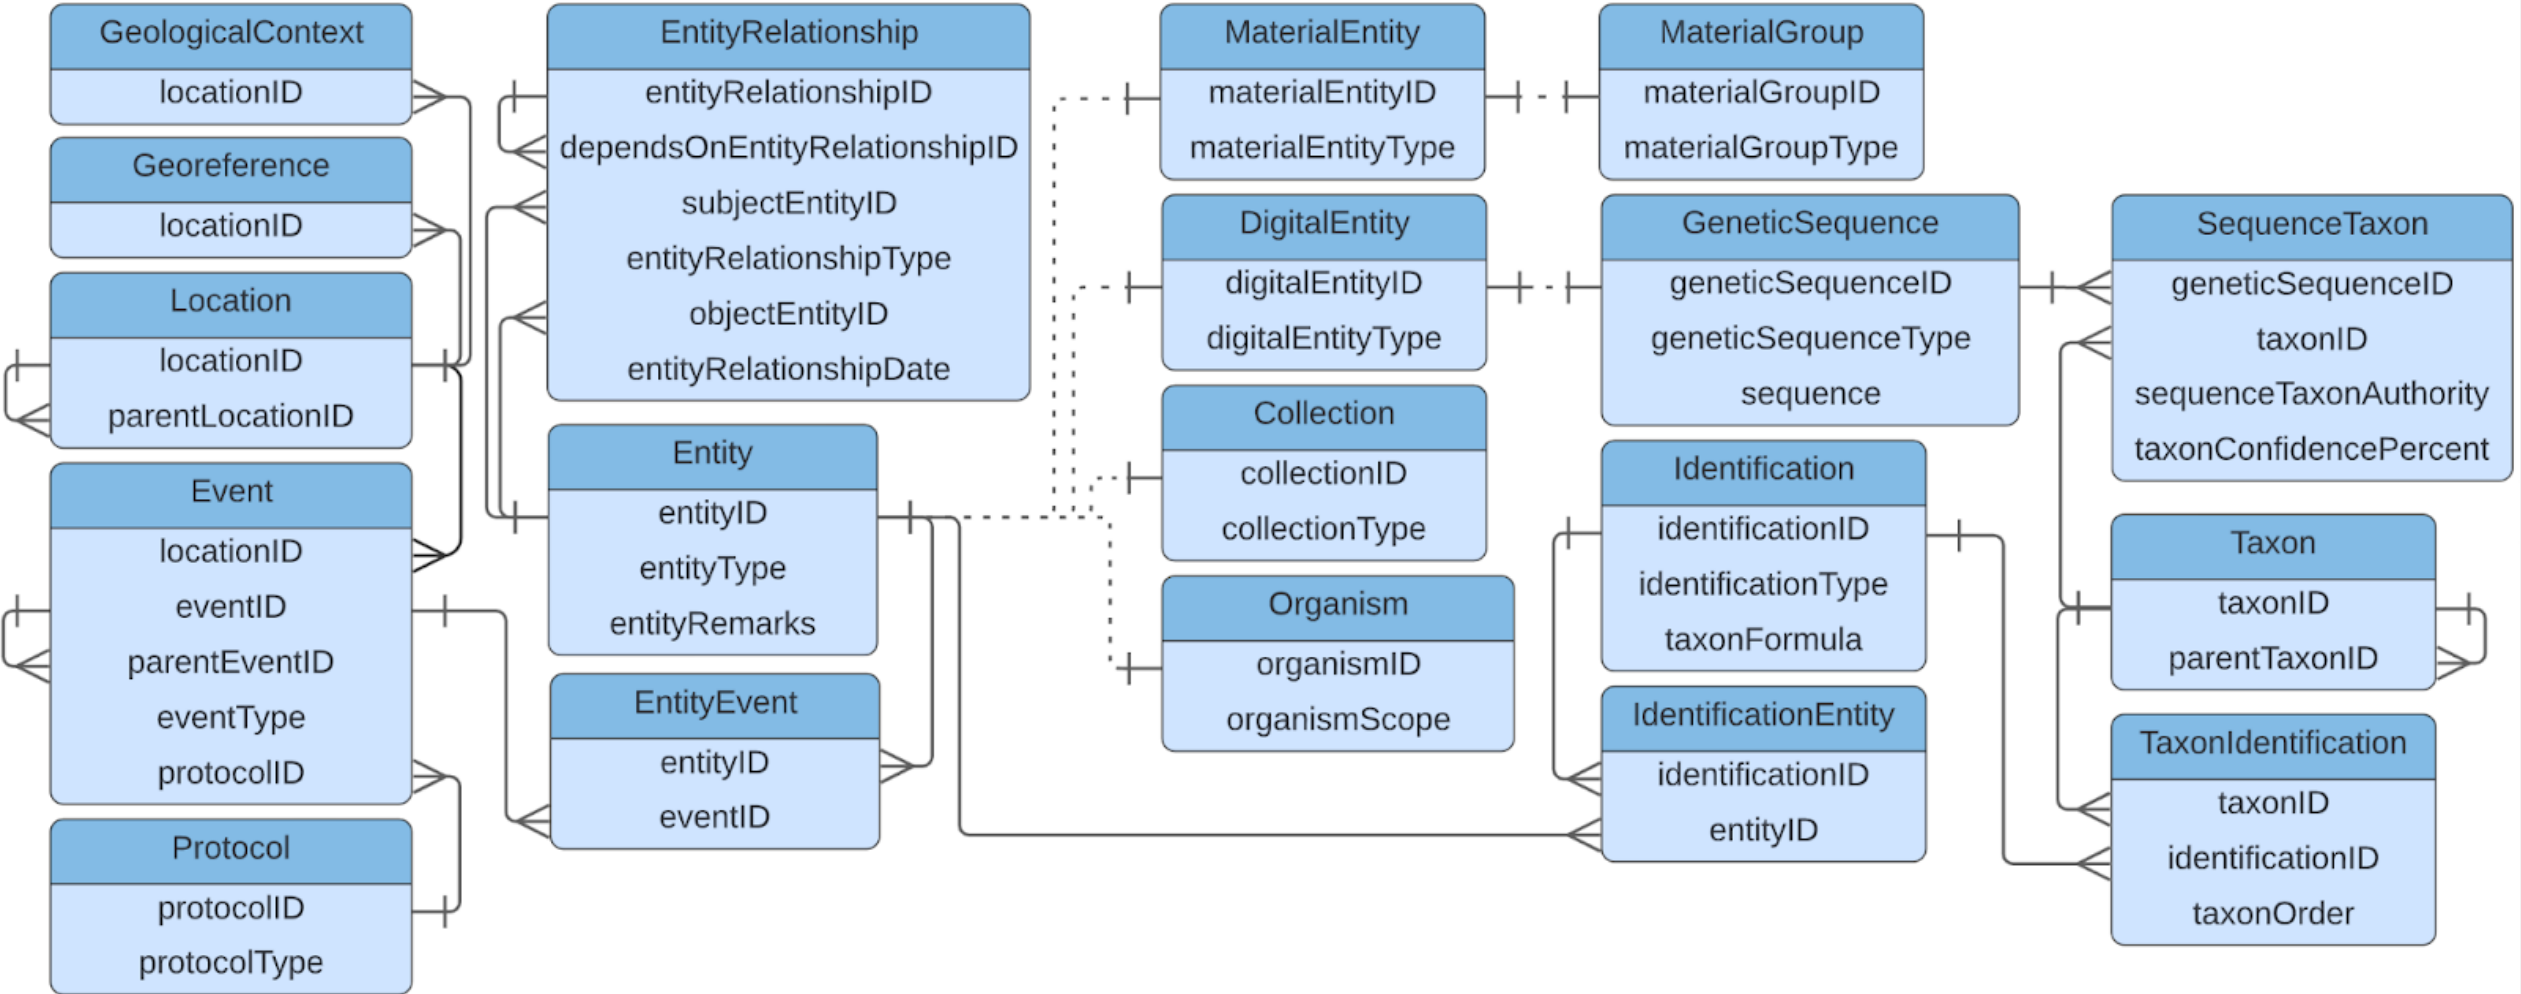 GeologicalContext
locationID
Georeference
locationID
Location
locationID
parentLocationID
Event
locationID
eventID
parentEventID
eventType
protocolID
Protocol
protocolID
protocolType
EntityRelationship
entityRelationshipID
dependsOnEntityRelationshipID
subjectEntityID
entityRelationshipType
objectEntityID
entityRelationshipDate
Entity
entityID
entityType
entityRemarks
EntityEvent
entityID
eventID
MaterialEntity
materialEntityID
materialEntityType
DigitalEntity
digitalEntityID
digitalEntityType
Collection
collectionID
collectionType
Organism
organismID
organismScope
MaterialGroup
materialGroupID
materialGroupType
GeneticSequence
geneticSequenceID
geneticSequenceType
sequence
Identification
identificationID
identificationType
taxonFormula
IdentificationEntity
identificationID
entityID
SequenceTaxon
geneticSequenceID
taxonID
sequenceTaxonAuthority
taxonConfidencePercent
Taxon
taxonID
parentTaxonID
TaxonIdentification
taxonID
identificationID
taxonOrder